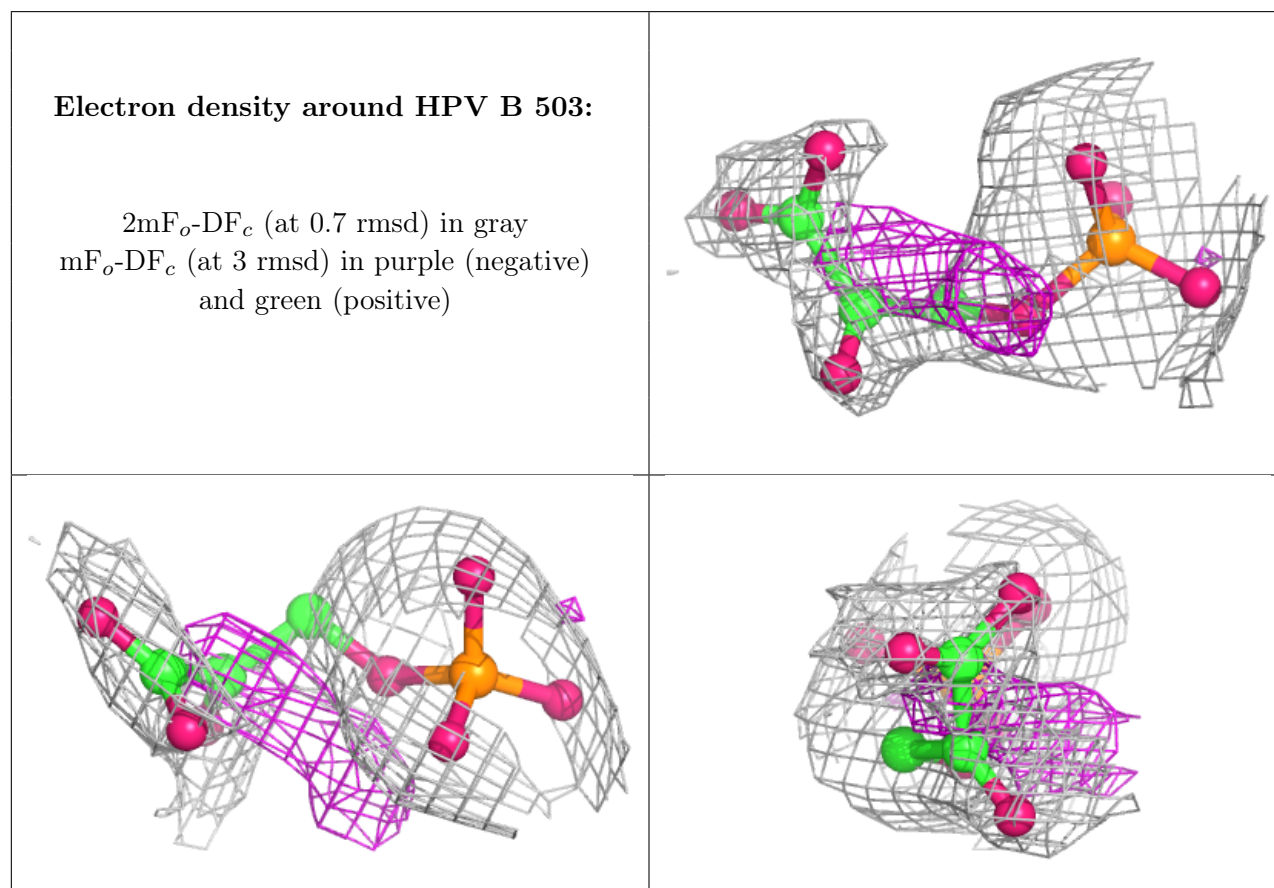 Electron density around HPV B 503:
2mFo-DFc (at 0.7 rmsd) in gray
mFo-DFc (at 3 rmsd) in purple (negative)
and green (positive)